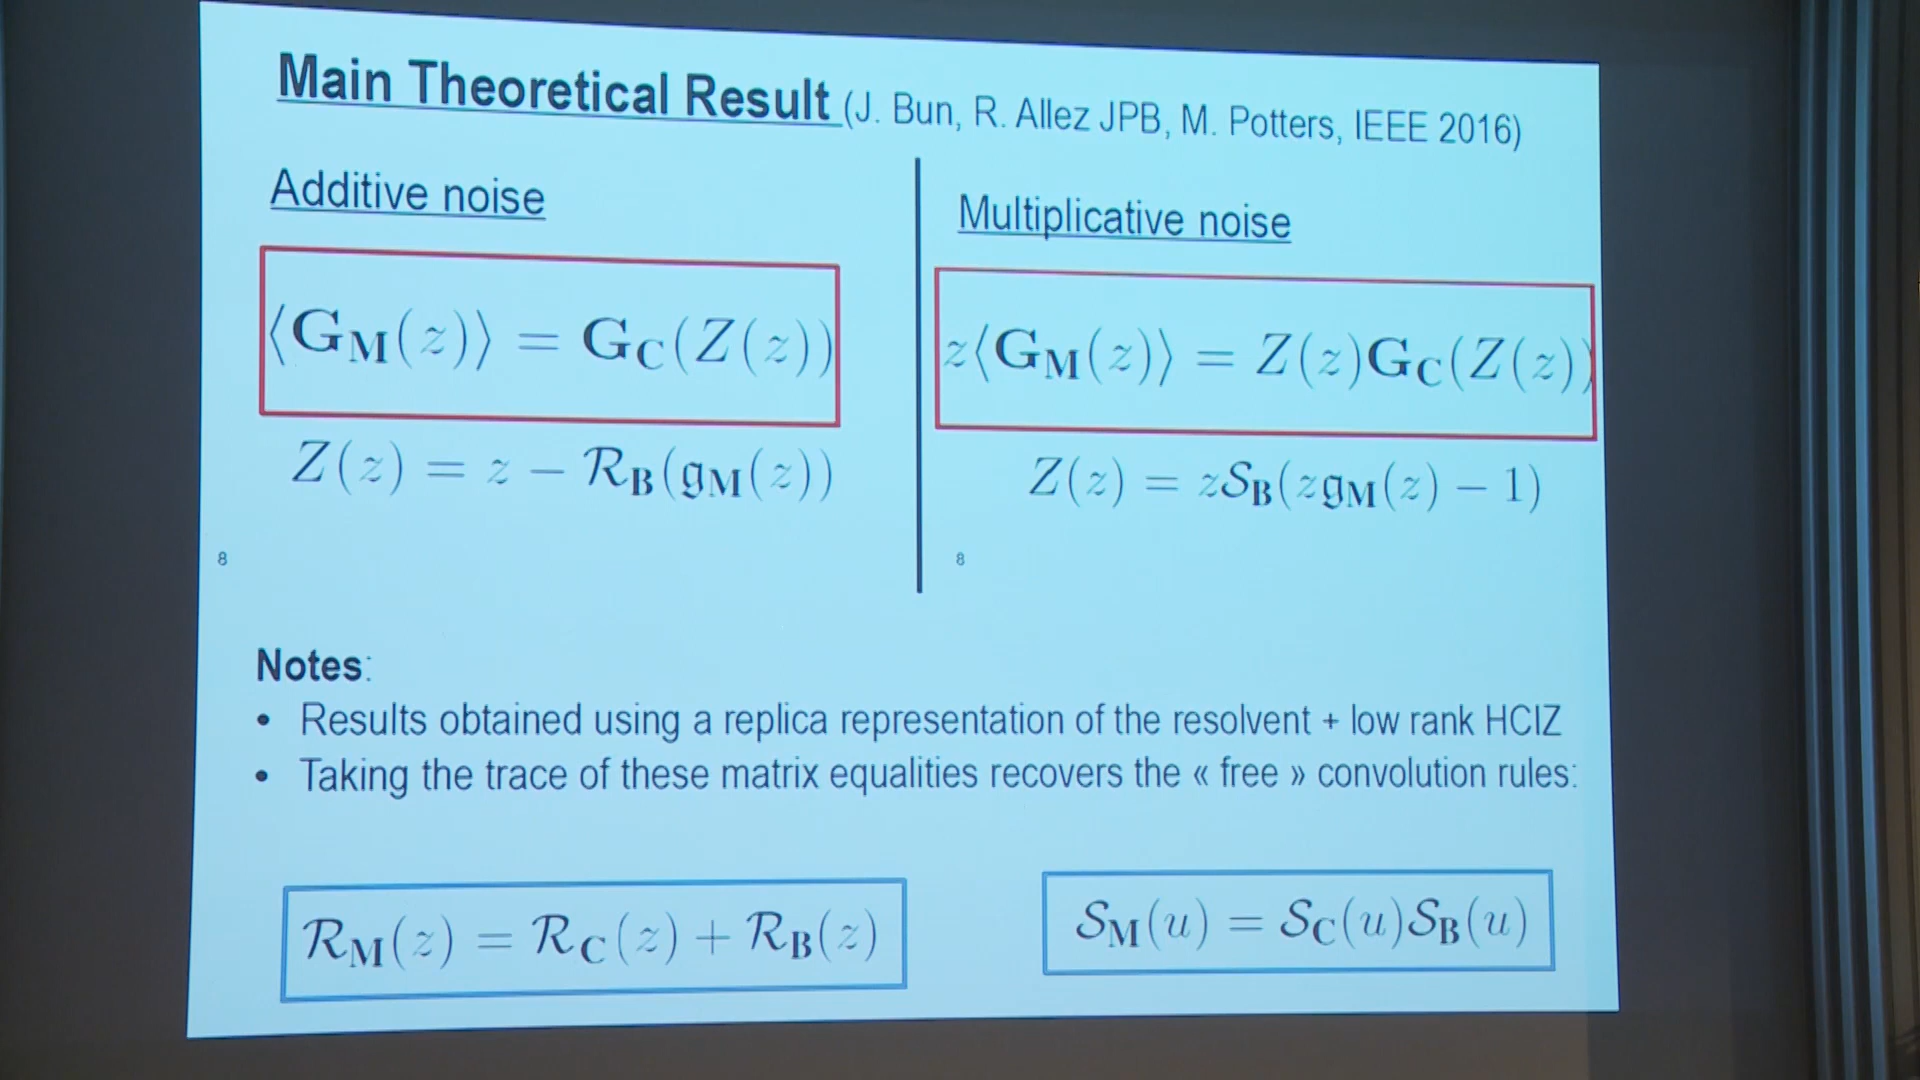 Main Theoretical Result (J. Bun, R. Allez JPB, M. Potters, IEEE 2016)
Additive noise
⟨G_M(z)⟩ = G_C(Z(z))
Z(z) = z − R_B(g_M(z))
8
Multiplicative noise
z⟨G_M(z)⟩ = Z(z)G_C(Z(z))
Z(z) = zS_B(zg_M(z) − 1)
8
Notes:
• Results obtained using a replica representation of the resolvent + low rank HCIZ
• Taking the trace of these matrix equalities recovers the « free » convolution rules:
R_M(z) = R_C(z) + R_B(z)
S_M(u) = S_C(u)S_B(u)